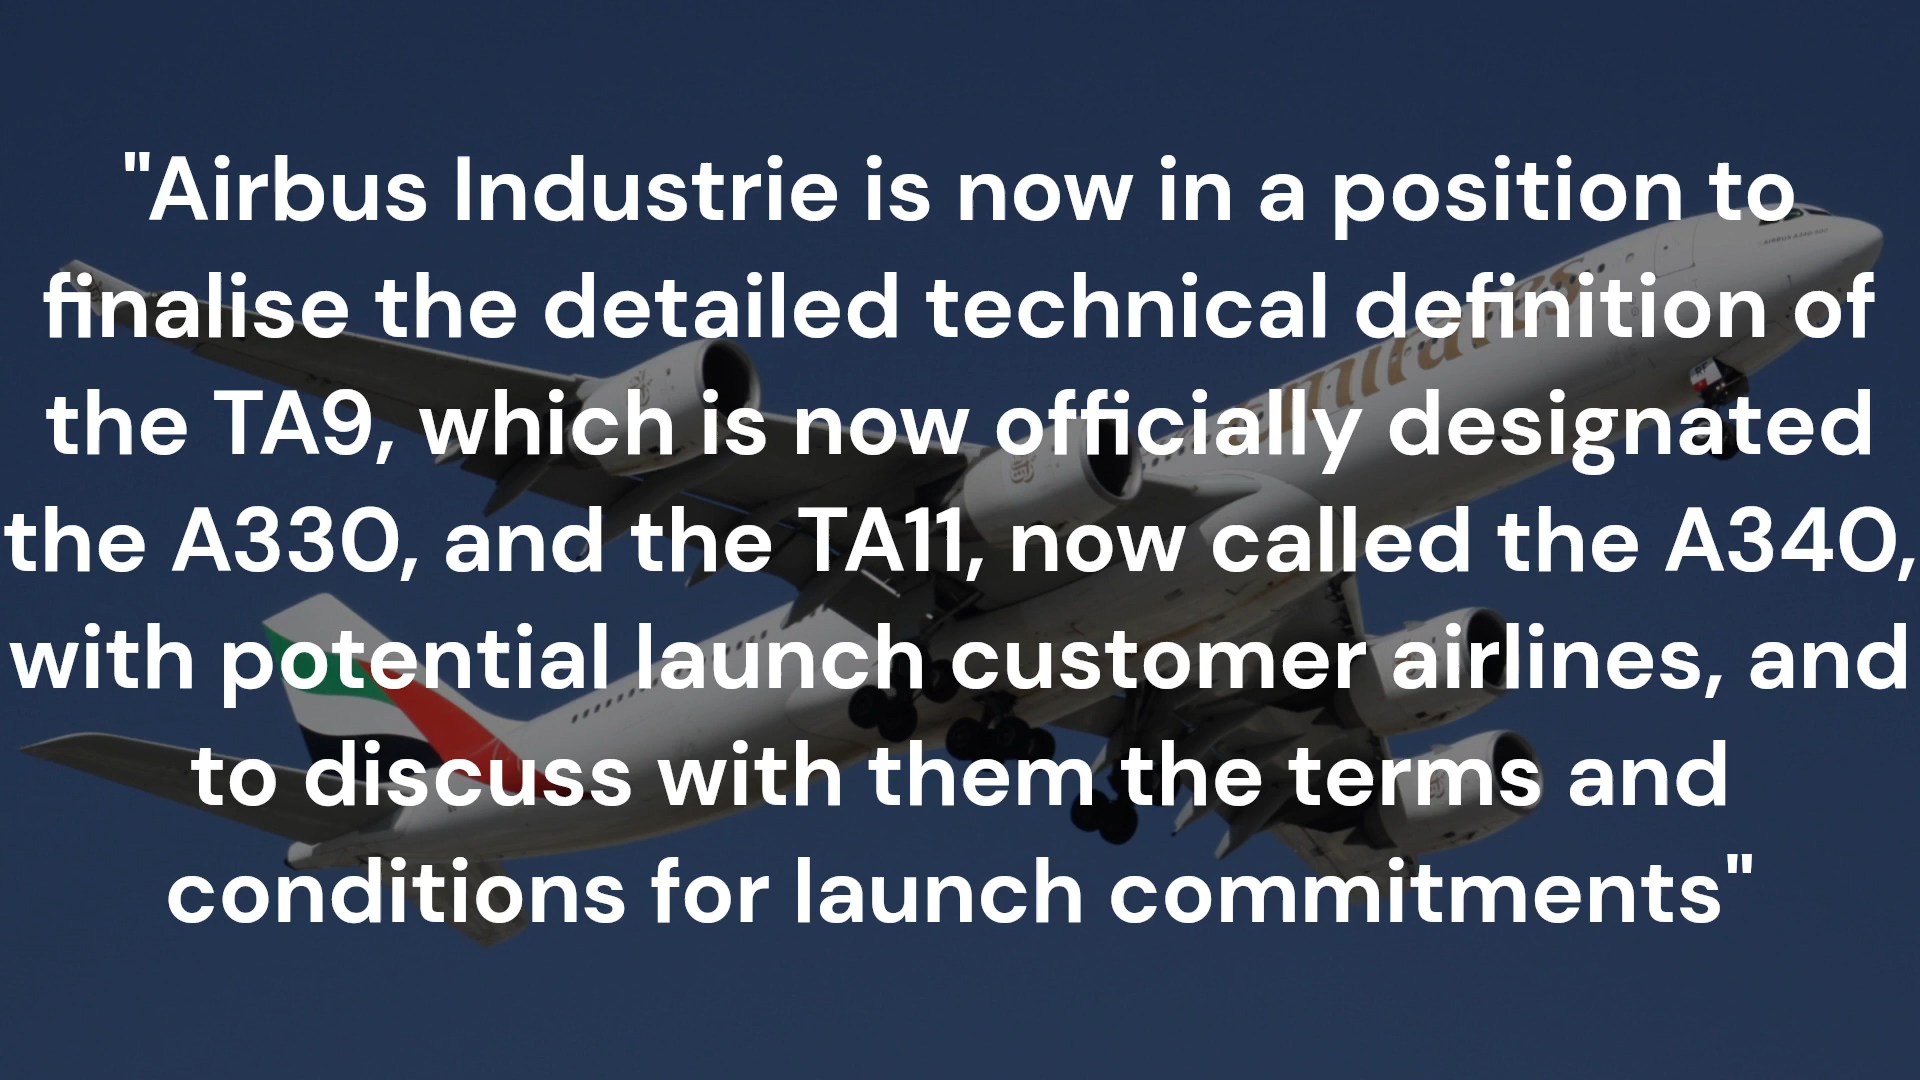 "Airbus Industrie is now in a position to
finalise the detailed technical definition of
the TA9, which is now officially designated
the A330, and the TA11, now called the A340,
with potential launch customer airlines, and
to discuss with them the terms and
conditions for launch commitments"
Emirates